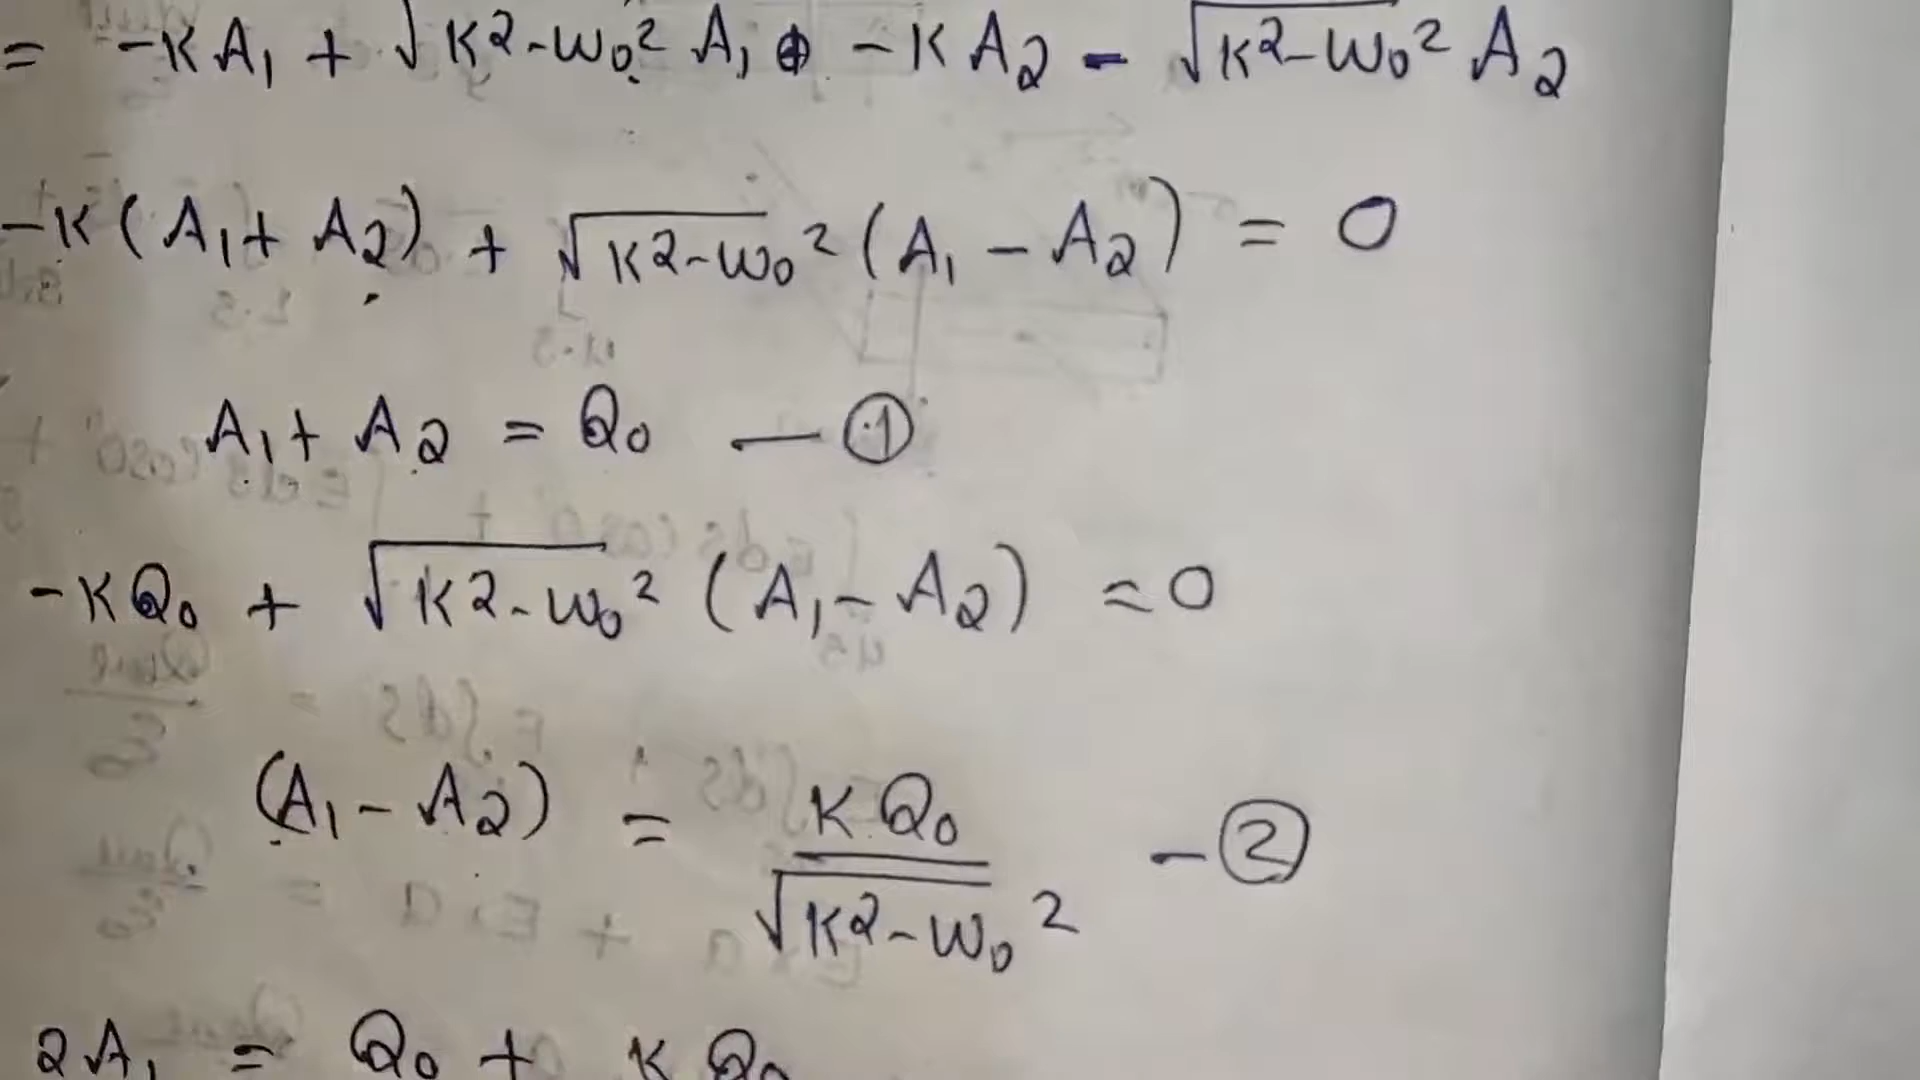 = -KA₁ + √K²-ω₀² A₁ -KA₂ - √K²-ω₀² A₂
-K(A₁+A₂) + √K²-ω₀² (A₁ - A₂) = 0
A₁+ A₂ = Q₀ — ①
-KQ₀ + √K²-ω₀² (A₁ - A₂) = 0
(A₁ - A₂) = KQ₀ / √K²-ω₀² - ②
2A₁ = Q₀ + KQ₀